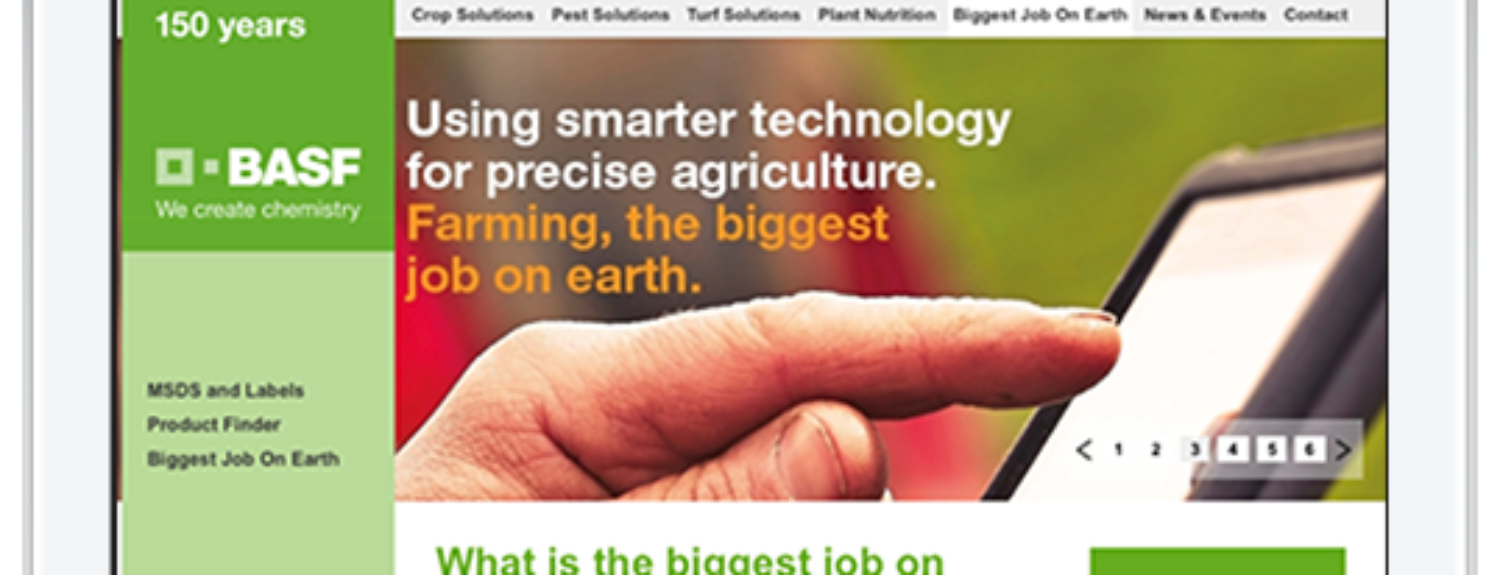 150 years
Crop Solutions Pest Solutions Turf Solutions Plant Nutrition Biggest Job On Earth News & Events Contact
BASF
We create chemistry
Using smarter technology
for precise agriculture.
Farming, the biggest
job on earth.
MSDS and Labels
Product Finder
Biggest Job On Earth
< 1 2 3 4 5 6 >
What is the biggest job on